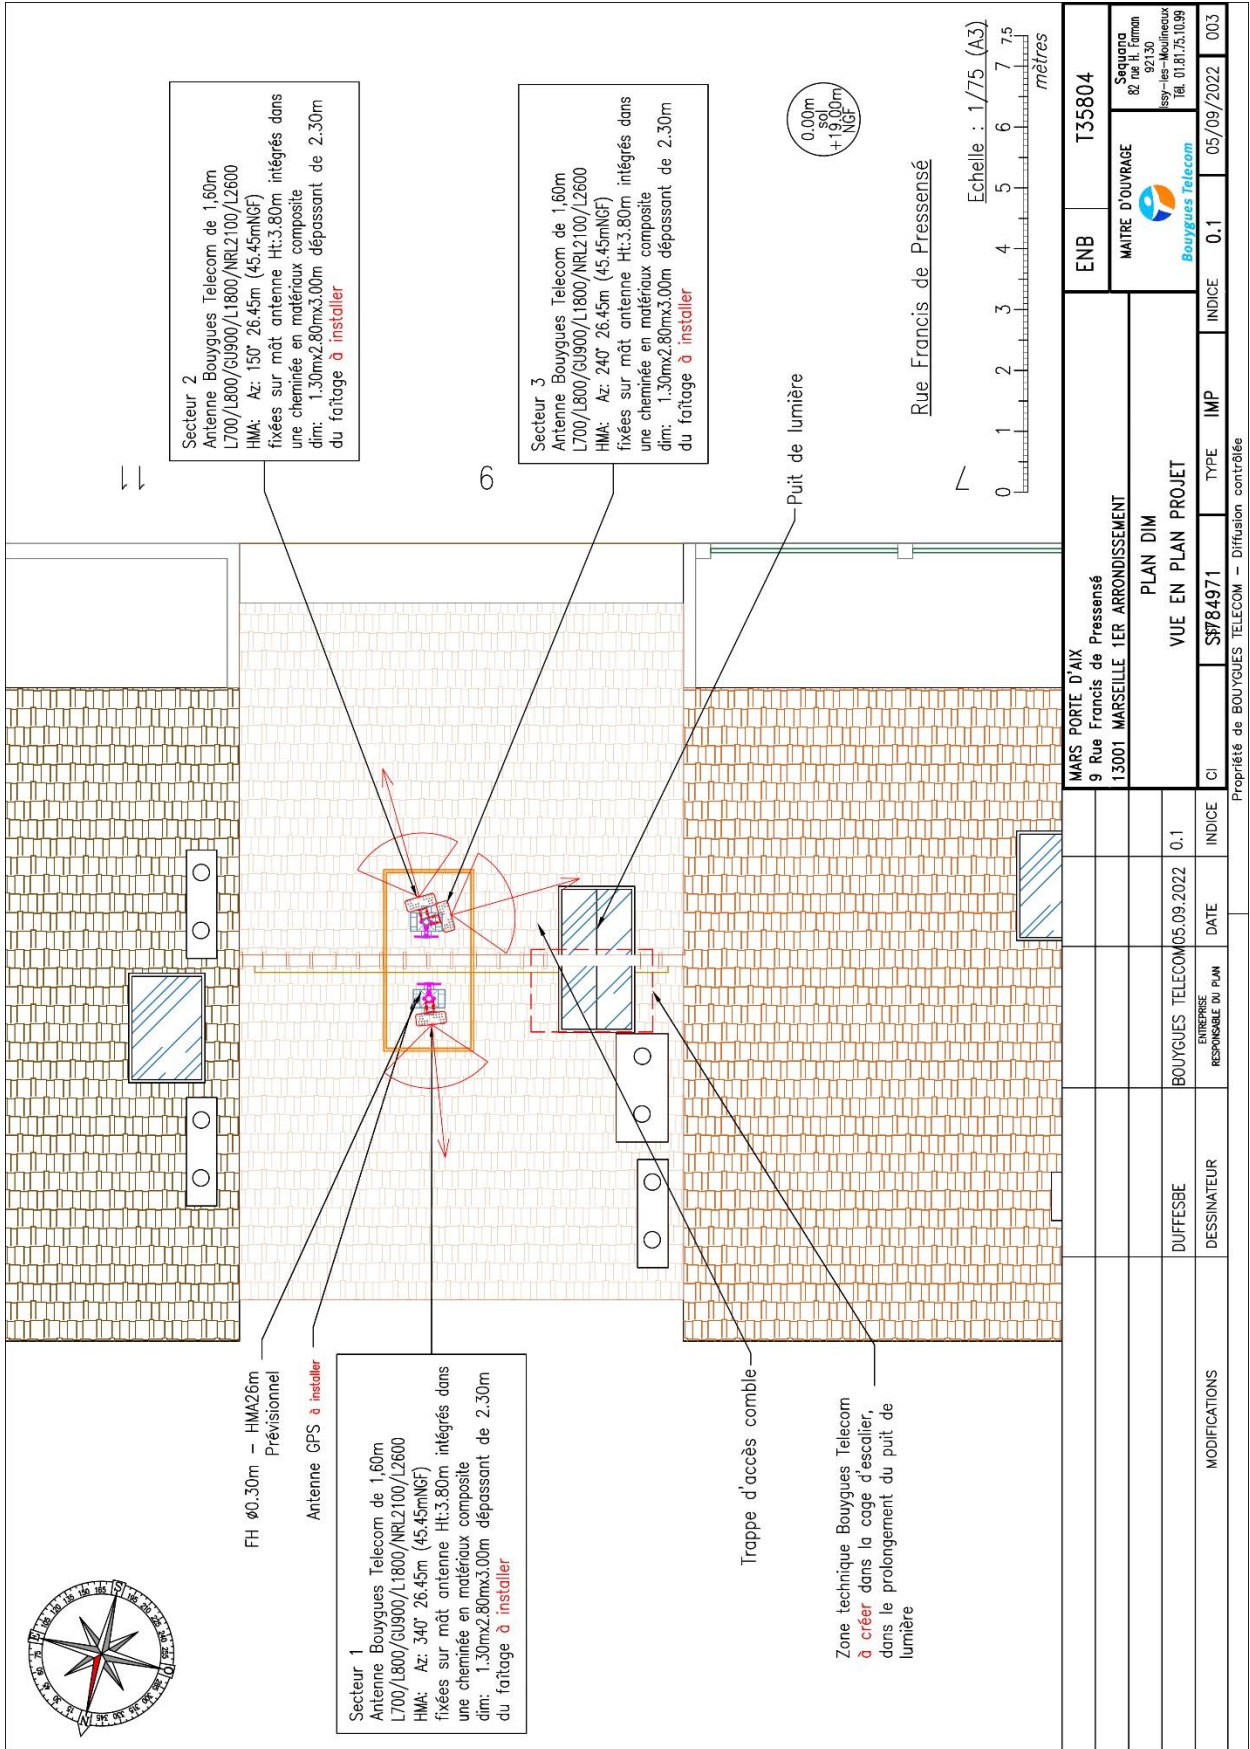 FH ø0.30m - HMA26m
Prévisionnel
Antenne GPS à installer
Secteur 1
Antenne Bouygues Telecom de 1,60m
L700/L800/GU900/L1800/NRL2100/L2600
HMA: Az: 340° 26.45m (45.45mNGF)
fixées sur mât antenne Ht:3.80m intégrés dans
une cheminée en matériaux composite
dim: 1.30mx2.80mx3.00m dépassant de 2.30m
du faîtage à installer
Trappe d'accès comble
Zone technique Bouygues Telecom
à créer dans la cage d'escalier,
dans le prolongement du puit de
lumière
11
Secteur 2
Antenne Bouygues Telecom de 1,60m
L700/L800/GU900/L1800/NRL2100/L2600
HMA: Az: 150° 26.45m (45.45mNGF)
fixées sur mât antenne Ht:3.80m intégrés dans
une cheminée en matériaux composite
dim: 1.30mx2.80mx3.00m dépassant de 2.30m
du faîtage à installer
9
Secteur 3
Antenne Bouygues Telecom de 1,60m
L700/L800/GU900/L1800/NRL2100/L2600
HMA: Az: 240° 26.45m (45.45mNGF)
fixées sur mât antenne Ht:3.80m intégrés dans
une cheminée en matériaux composite
dim: 1.30mx2.80mx3.00m dépassant de 2.30m
du faîtage à installer
Puit de lumière
0.00m
sol
+19.00m
NGF
7
Rue Francis de Pressensé
Echelle : 1/75 (A3)
0 1 2 3 4 5 6 7 7.5
mètres
MARS PORTE D'AIX
9 Rue Francis de Pressensé
13001 MARSEILLE 1ER ARRONDISSEMENT
ENB T35804
PLAN DIM
VUE EN PLAN PROJET
MAITRE D'OUVRAGE
Bouygues Telecom
Sequana
82 rue H. Farman
92130
Issy-les-Moulineaux
Tél. 01.81.75.10.99
DUFFESBE BOUYGUES TELECOM 05.09.2022 0.1
MODIFICATIONS DESSINATEUR ENTREPRISE
RESPONSABLE DU PLAN DATE INDICE
CI TYPE IMP INDICE 0.1 05/09/2022 003
Propriété de BOUYGUES TELECOM - Diffusion contrôlée